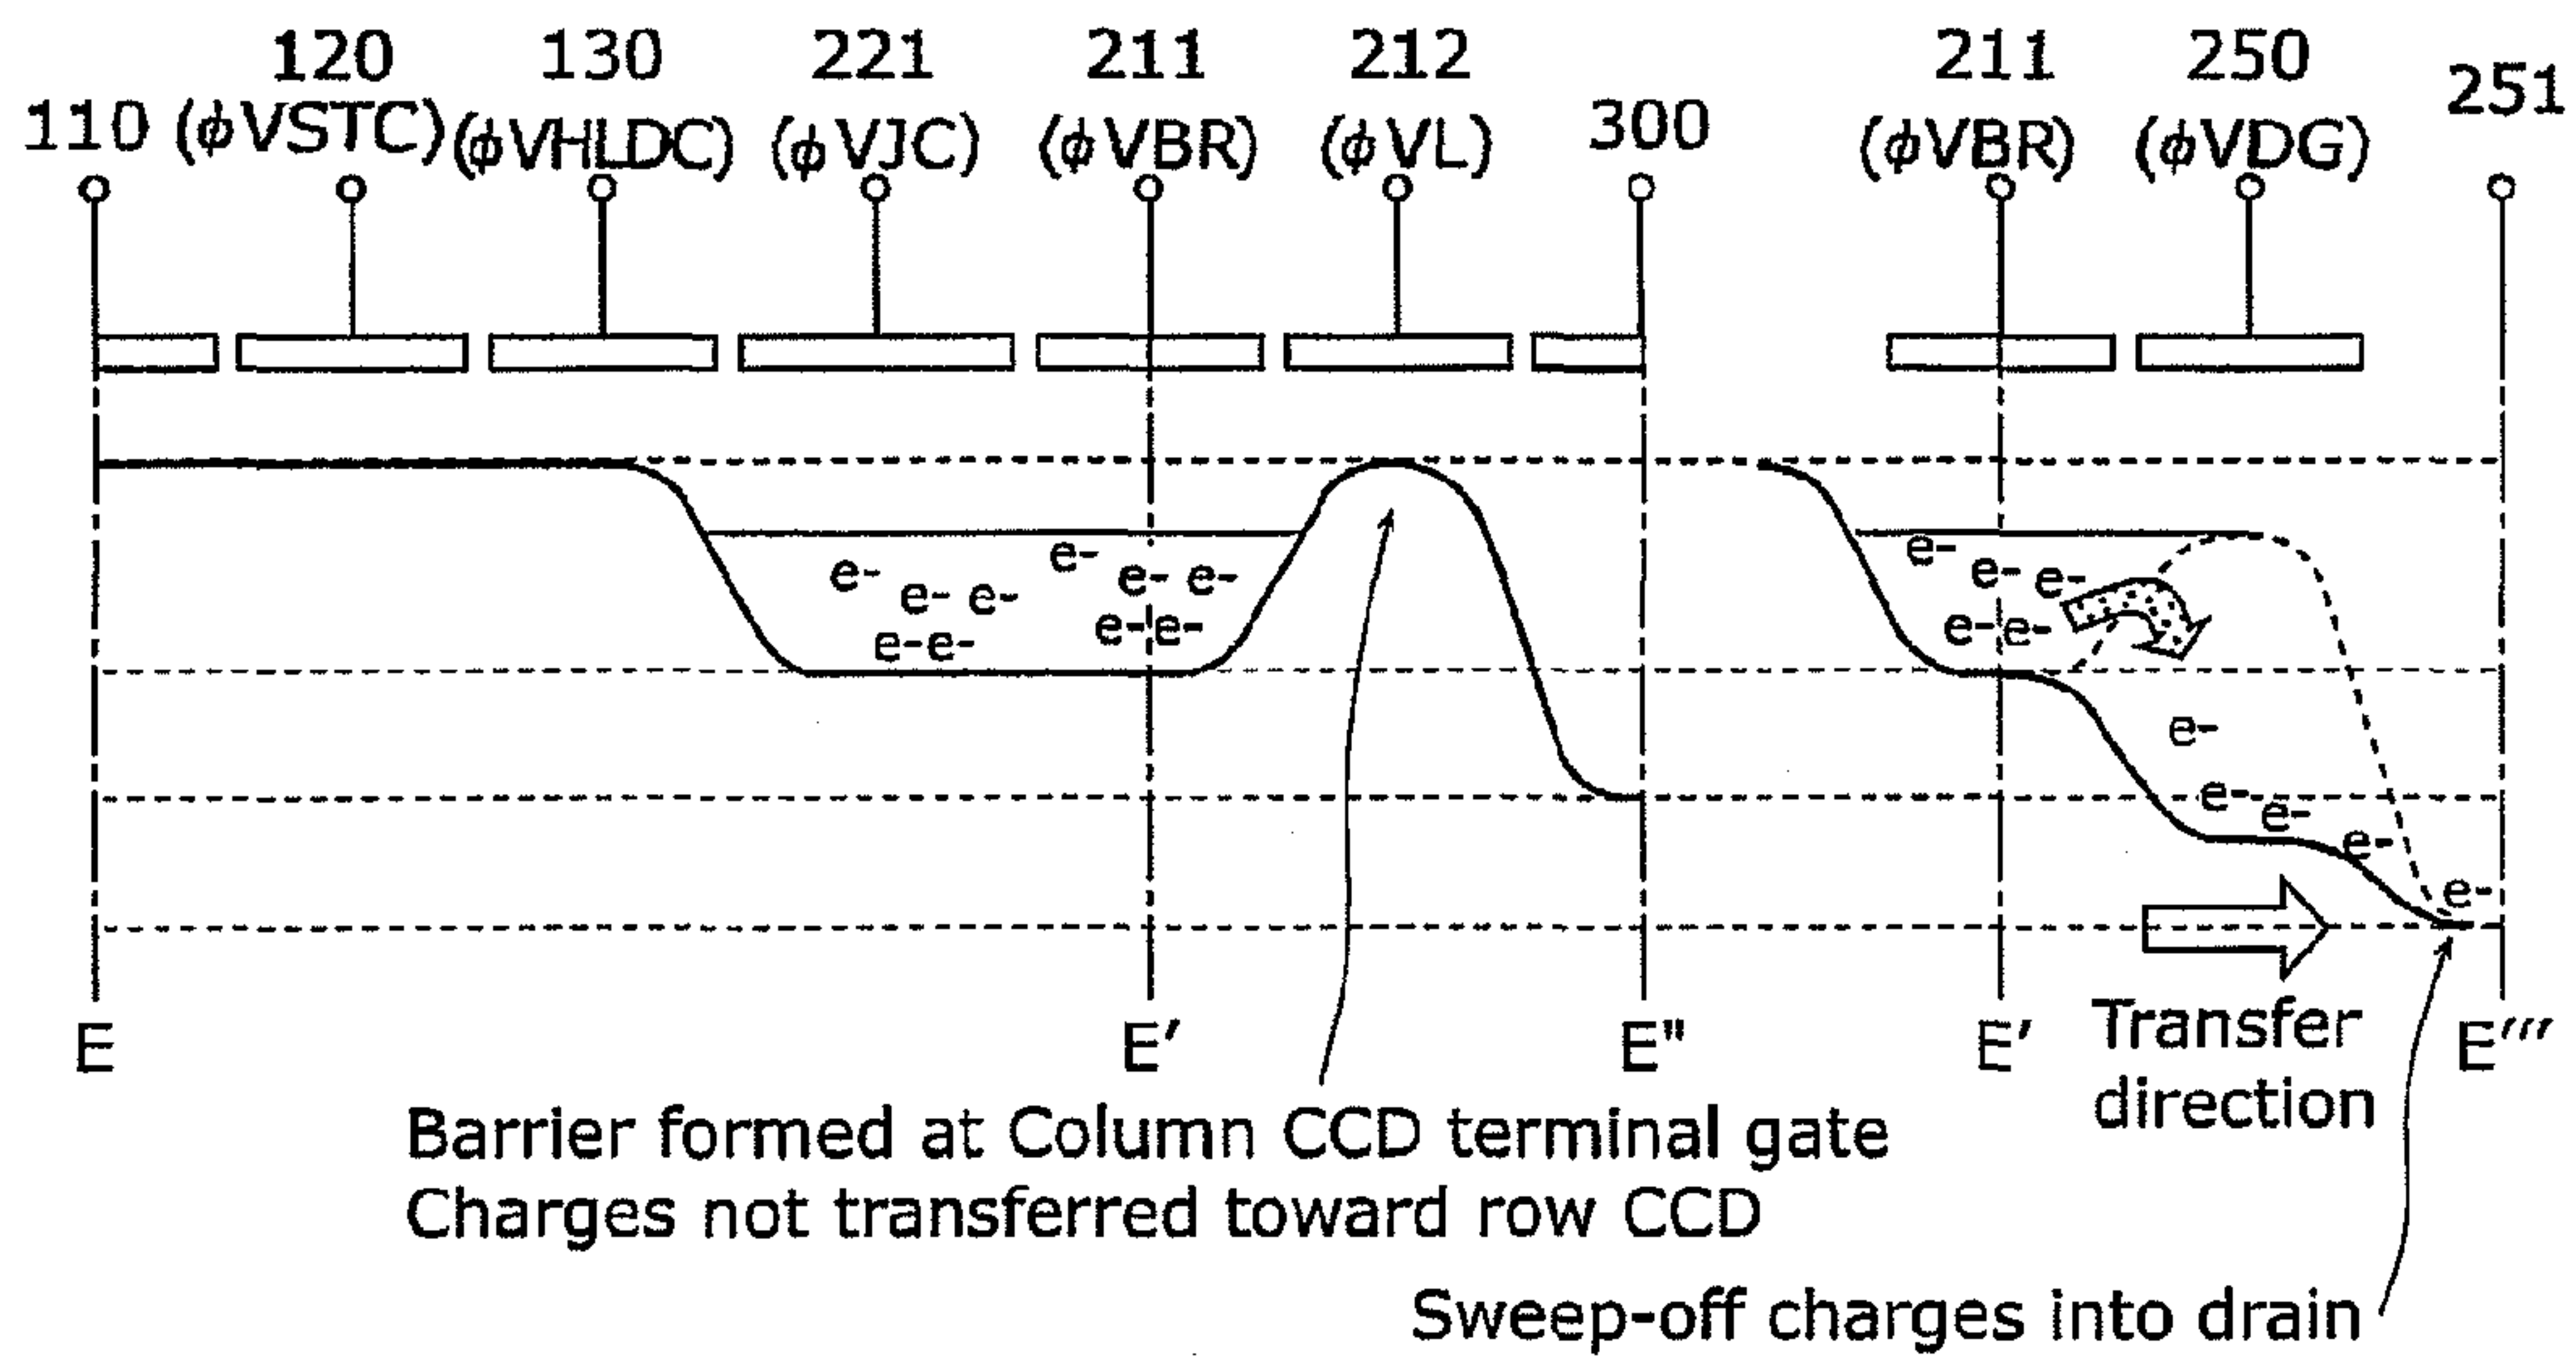 120 130 221 211 212 211 250
110 (ϕVSTC) (ϕVHLDC) (ϕVJC) (ϕVBR) (ϕVL) 300 (ϕVBR) (ϕVDG) 251
e- e- e- e- e-
e- e- e- e- e-
e-e- e-e- e-e-
e-
e- e-
e-
e-
E E′ E" E′ Transfer E‴
direction
Barrier formed at Column CCD terminal gate
Charges not transferred toward row CCD
Sweep-off charges into drain